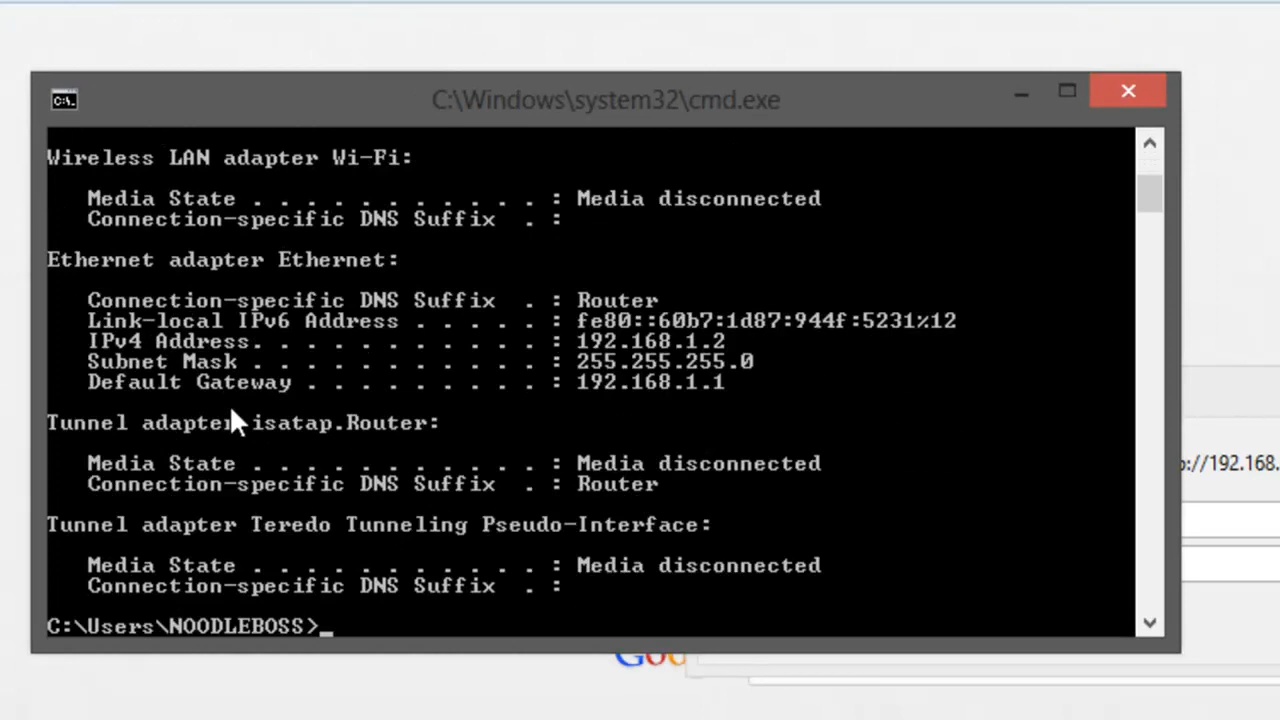 C:\Windows\system32\cmd.exe
Wireless LAN adapter Wi-Fi:
Media State . . . . . . . . . . . : Media disconnected
Connection-specific DNS Suffix  . :
Ethernet adapter Ethernet:
Connection-specific DNS Suffix  . : Router
Link-local IPv6 Address . . . . . : fe80::60b7:1d87:944f:5231%12
IPv4 Address. . . . . . . . . . . : 192.168.1.2
Subnet Mask . . . . . . . . . . . : 255.255.255.0
Default Gateway . . . . . . . . . : 192.168.1.1
Tunnel adapter isatap.Router:
Media State . . . . . . . . . . . : Media disconnected
Connection-specific DNS Suffix  . : Router
p://192.168.
Tunnel adapter Teredo Tunneling Pseudo-Interface:
Media State . . . . . . . . . . . : Media disconnected
Connection-specific DNS Suffix  . :
C:\Users\NOODLEBOSS>_